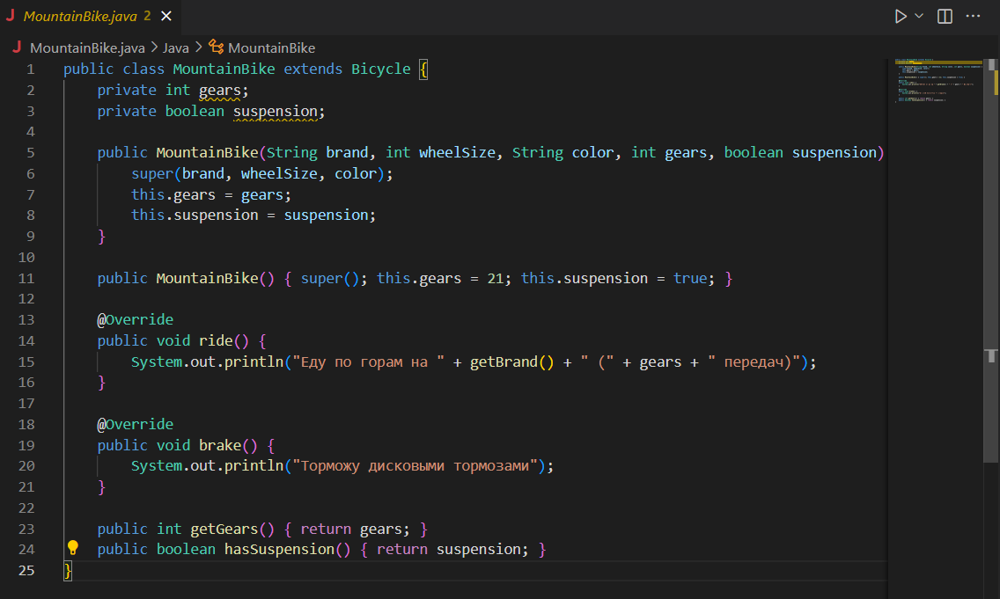 J MountainBike.java 2
J MountainBike.java > Java > MountainBike
1 public class MountainBike extends Bicycle {
2 private int gears;
3 private boolean suspension;
4
5 public MountainBike(String brand, int wheelSize, String color, int gears, boolean suspension)
6 super(brand, wheelSize, color);
7 this.gears = gears;
8 this.suspension = suspension;
9 }
10
11 public MountainBike() { super(); this.gears = 21; this.suspension = true; }
12
13 @Override
14 public void ride() {
15 System.out.println("Еду по горам на " + getBrand() + " (" + gears + " передач)");
16 }
17
18 @Override
19 public void brake() {
20 System.out.println("Торможу дисковыми тормозами");
21 }
22
23 public int getGears() { return gears; }
24 public boolean hasSuspension() { return suspension; }
25 }